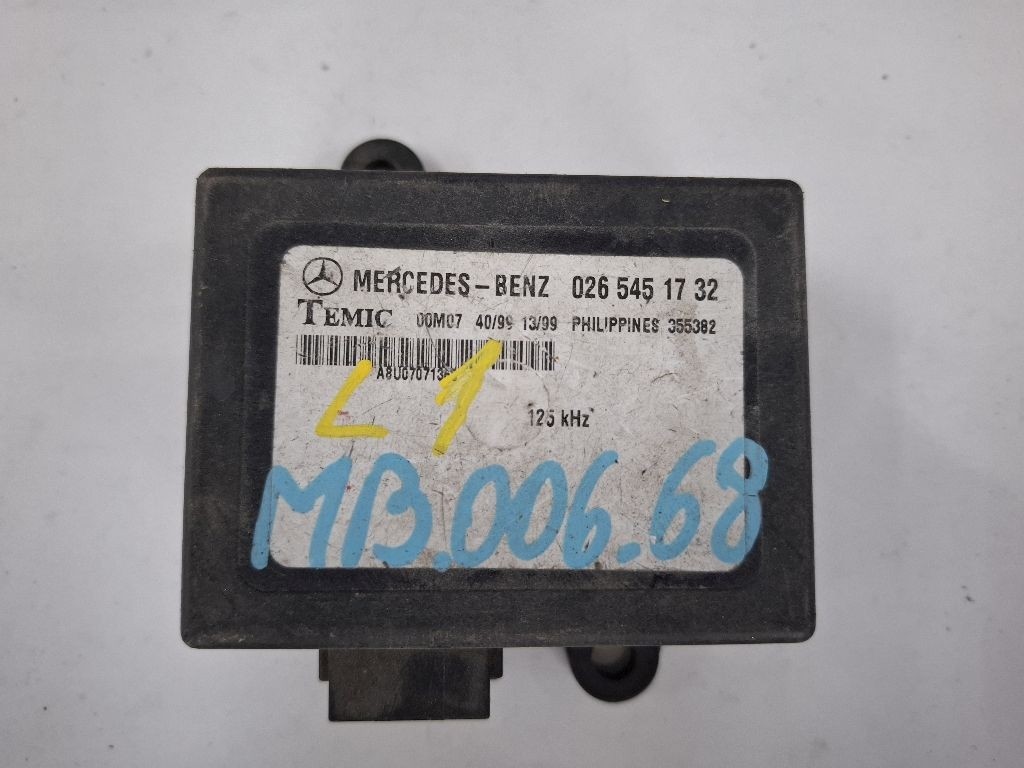 MERCEDES-BENZ 026 545 17 32
TEMIC 00M07 40/99 13/99 PHILIPPINES 355382
125 kHz
L 1
MB.006.68